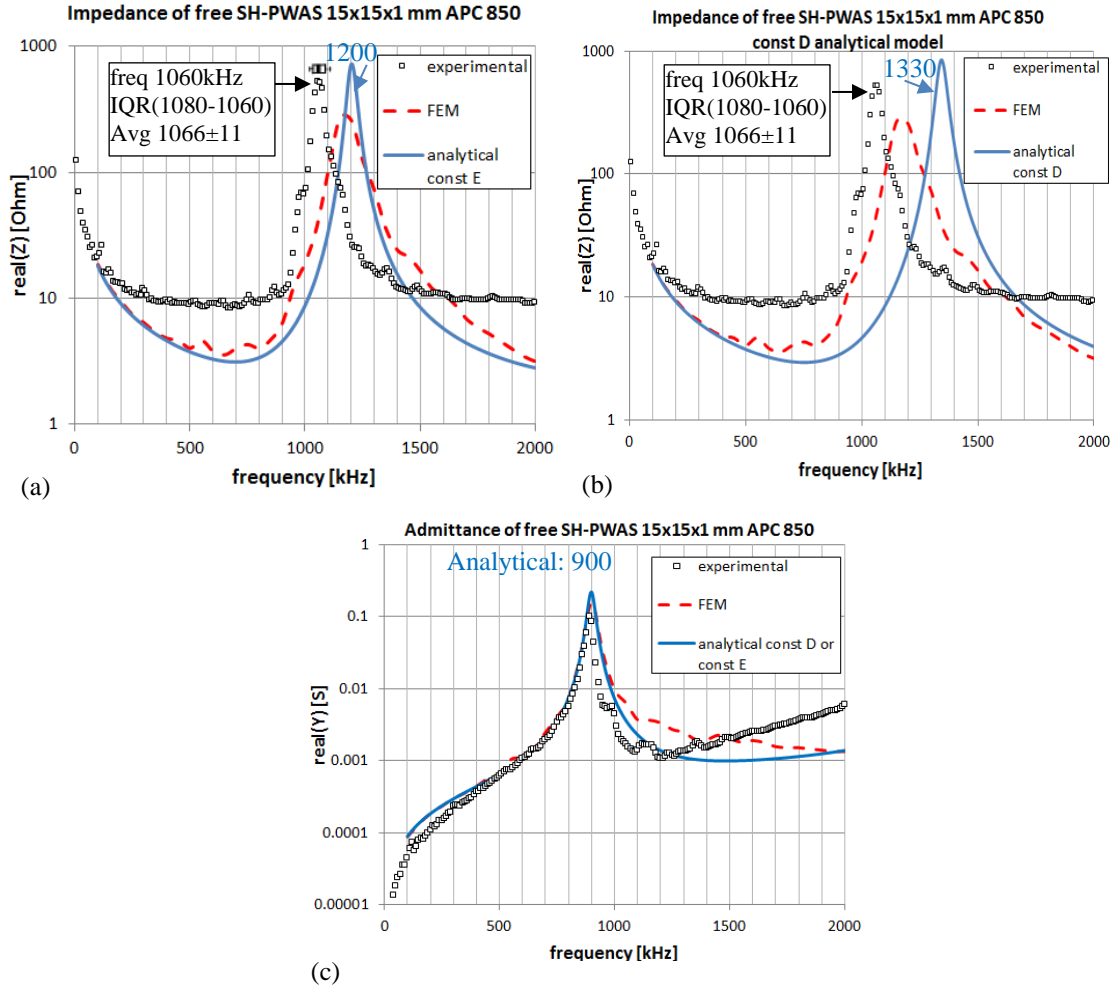 Impedance of free SH-PWAS 15x15x1 mm APC 850
1000
100
10
1
real(Z) [Ohm]
freq 1060kHz
IQR(1080-1060)
Avg 1066±11
1200
experimental
FEM
analytical
const E
0
500
1000
1500
2000
frequency [kHz]
(a)
Impedance of free SH-PWAS 15x15x1 mm APC 850
const D analytical model
1000
100
10
1
real(Z) [Ohm]
freq 1060kHz
IQR(1080-1060)
Avg 1066±11
1330
experimental
FEM
analytical
const D
0
500
1000
1500
2000
frequency [kHz]
(b)
Admittance of free SH-PWAS 15x15x1 mm APC 850
1
0.1
0.01
0.001
0.0001
0.00001
real(Y) [S]
Analytical: 900
experimental
FEM
analytical const D or
const E
0
500
1000
1500
2000
frequency [kHz]
(c)